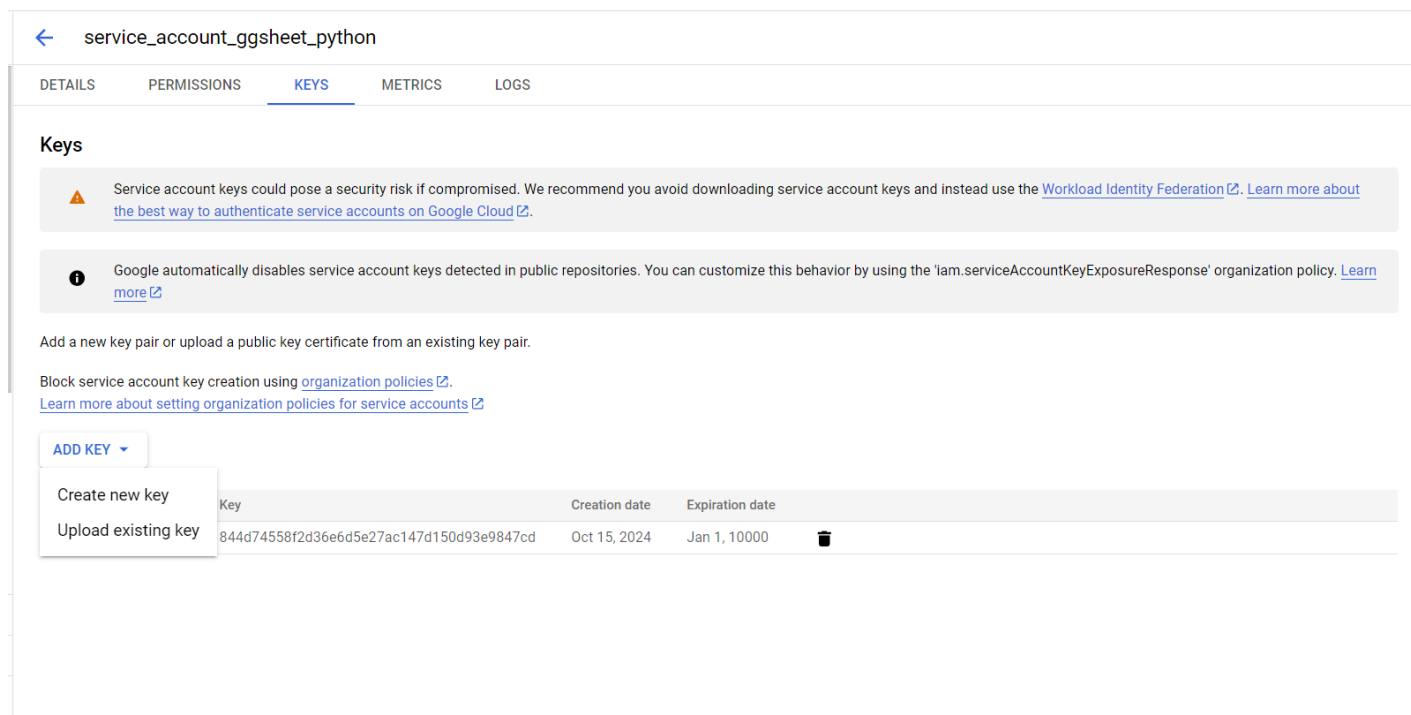 service_account_ggsheet_python
DETAILS PERMISSIONS KEYS METRICS LOGS
Keys
Service account keys could pose a security risk if compromised. We recommend you avoid downloading service account keys and instead use the Workload Identity Federation. Learn more about
the best way to authenticate service accounts on Google Cloud.
Google automatically disables service account keys detected in public repositories. You can customize this behavior by using the 'iam.serviceAccountKeyExposureResponse' organization policy. Learn
more
Add a new key pair or upload a public key certificate from an existing key pair.
Block service account key creation using organization policies.
Learn more about setting organization policies for service accounts
ADD KEY
Create new key
Upload existing key
Key Creation date Expiration date
844d74558f2d36e6d5e27ac147d150d93e9847cd Oct 15, 2024 Jan 1, 10000